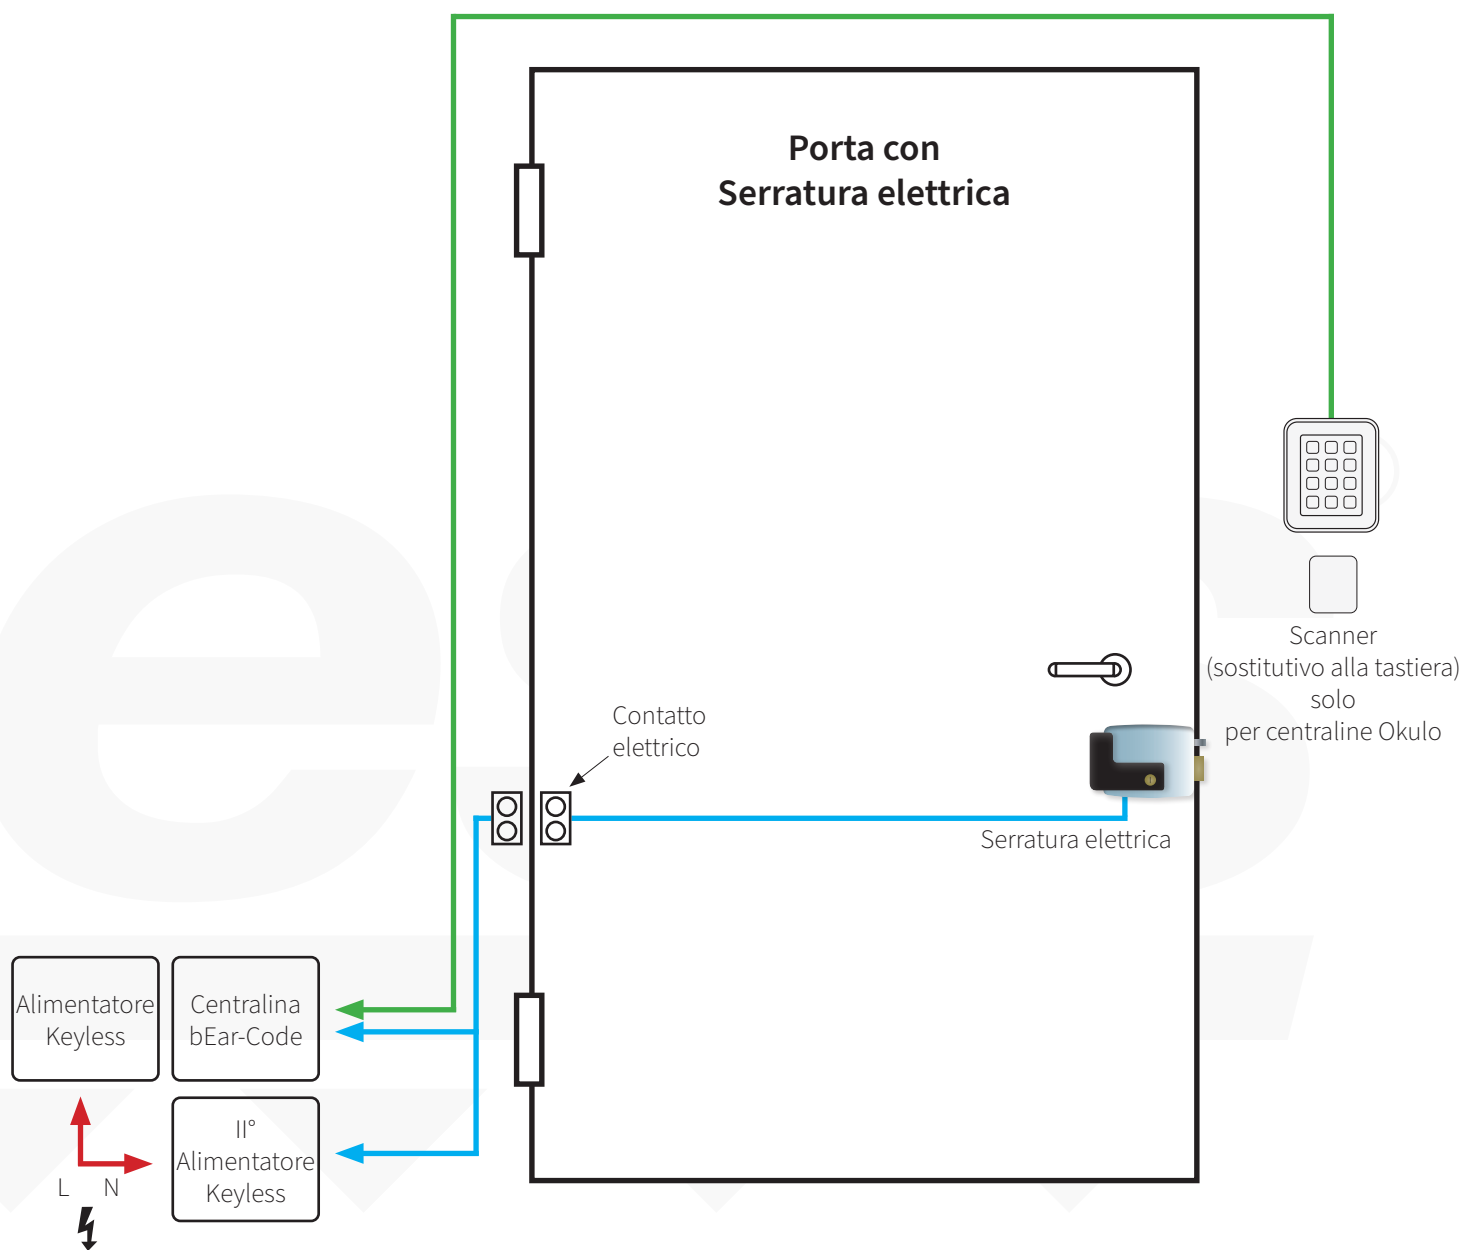 Porta con
Serratura elettrica
Scanner
(sostitutivo alla tastiera)
solo
per centraline Okulo
Contatto
elettrico
Serratura elettrica
Alimentatore
Keyless
Centralina
bEar-Code
II°
Alimentatore
Keyless
L N